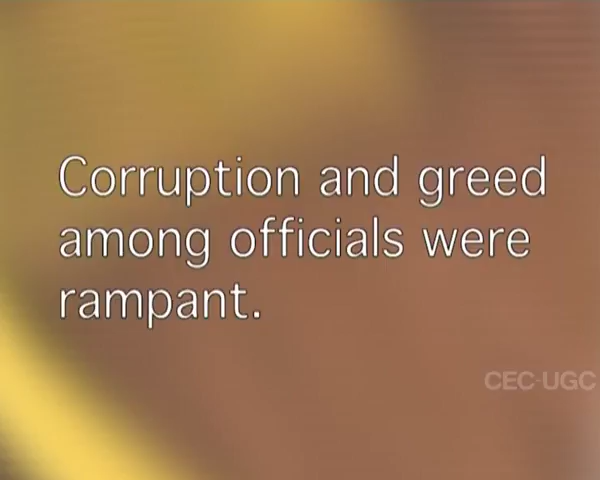 Corruption and greed
among officials were
rampant.
CEC-UGC